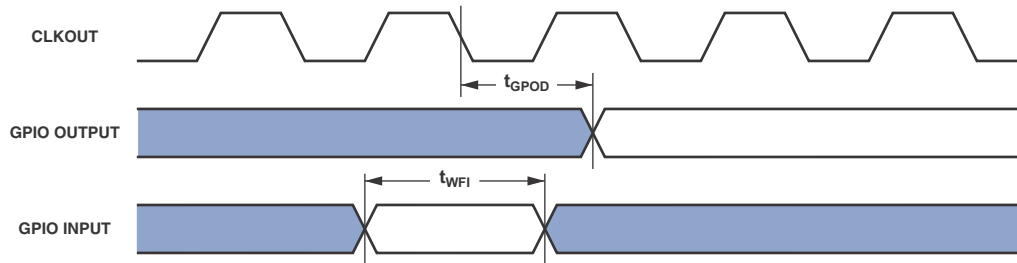 CLKOUT
tGPOD
GPIO OUTPUT
tWFI
GPIO INPUT